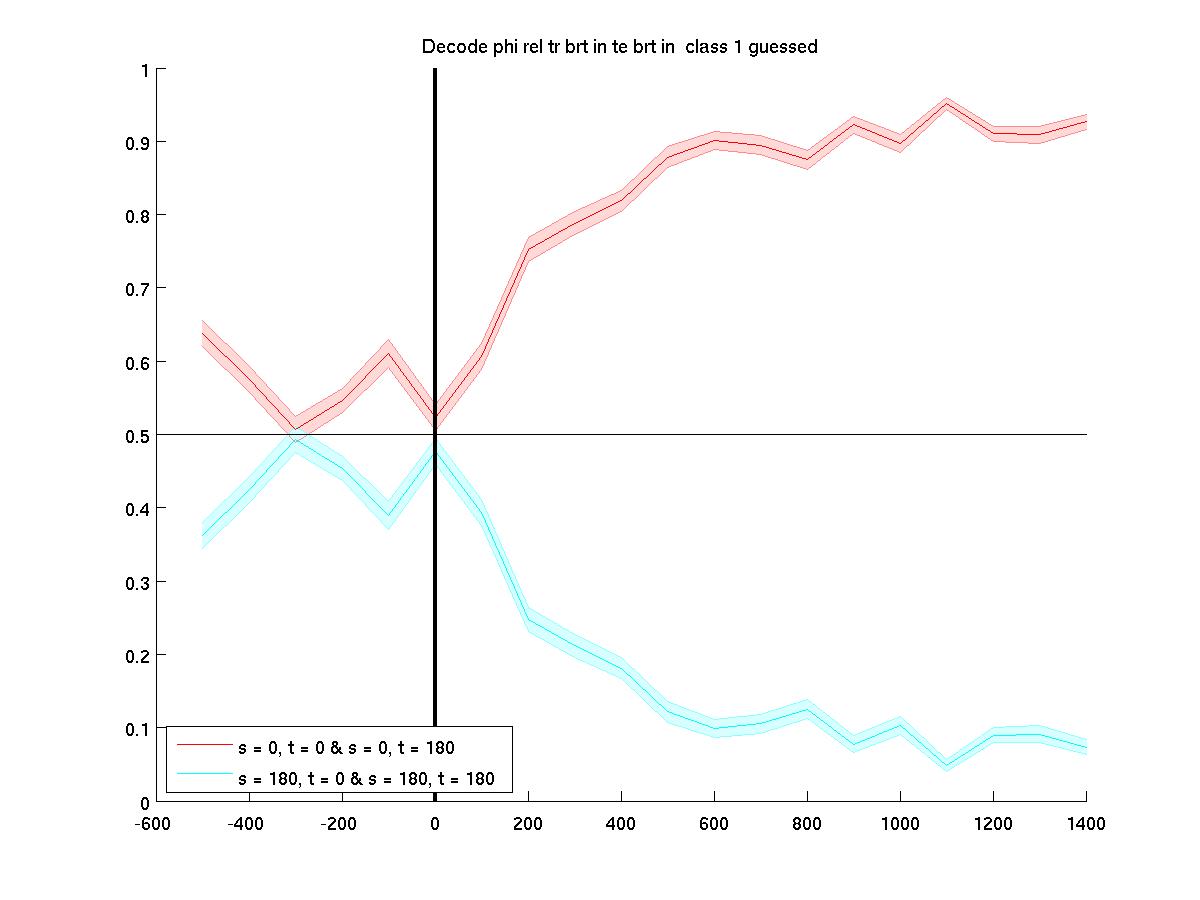 Decode phi rel tr brt in te brt in  class 1 guessed
1
0.9
0.8
0.7
0.6
0.5
0.4
0.3
0.2
0.1
0
s = 0, t = 0 & s = 0, t = 180
s = 180, t = 0 & s = 180, t = 180
-600 -400 -200 0 200 400 600 800 1000 1200 1400